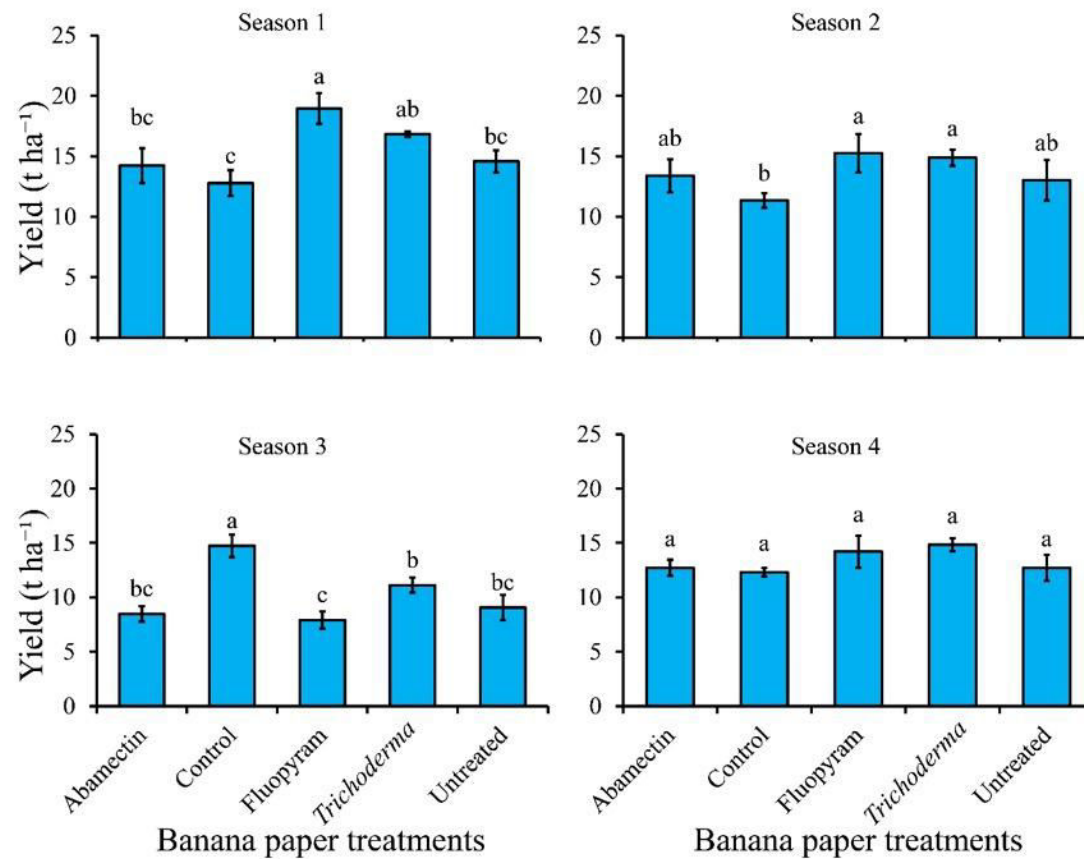 Season 1
Yield (t ha⁻¹)
25
20
15
10
5
0
bc
c
a
ab
bc
Season 2
25
20
15
10
5
0
ab
b
a
a
ab
Season 3
Yield (t ha⁻¹)
25
20
15
10
5
0
bc
a
c
b
bc
Abamectin
Control
Fluopyram
Trichoderma
Untreated
Banana paper treatments
Season 4
25
20
15
10
5
0
a
a
a
a
a
Abamectin
Control
Fluopyram
Trichoderma
Untreated
Banana paper treatments